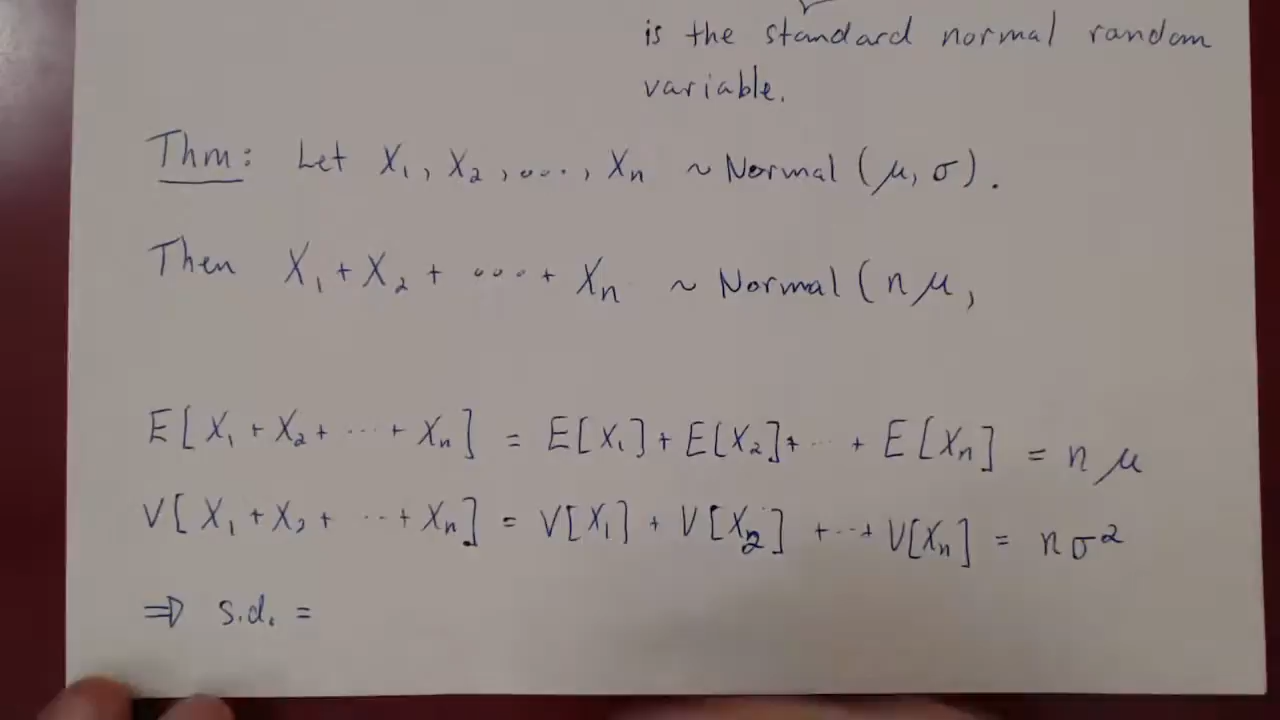 is the standard normal random
variable.
Thm: Let X₁, X₂, ...., Xₙ ~ Normal (μ, σ).
Then X₁ + X₂ + ···· + Xₙ ~ Normal (nμ,
E[X₁ + X₂ + ··· + Xₙ] = E[X₁] + E[X₂] + ··· + E[Xₙ] = nμ
V[X₁ + X₂ + ··· + Xₙ] = V[X₁] + V[X₂] + ··· + V[Xₙ] = nσ²
⇒ s.d. =